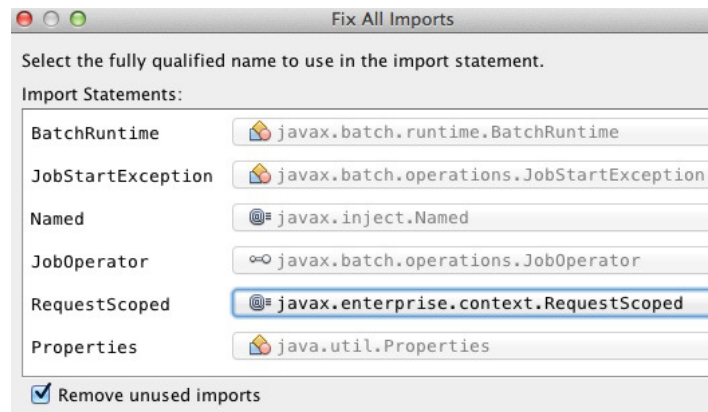 Fix All Imports
Select the fully qualified name to use in the import statement.
Import Statements:
BatchRuntime javax.batch.runtime.BatchRuntime
JobStartException javax.batch.operations.JobStartException
Named javax.inject.Named
JobOperator javax.batch.operations.JobOperator
RequestScoped javax.enterprise.context.RequestScoped
Properties java.util.Properties
Remove unused imports